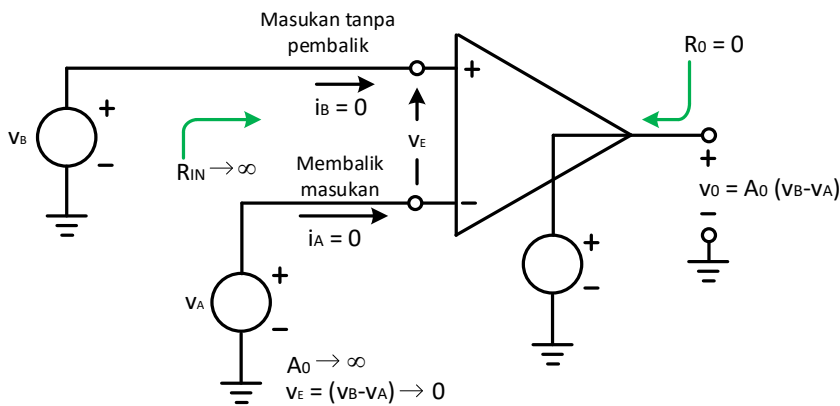 Masukan tanpa
pembalik
R0 = 0
+
iB = 0
vB
+
−
vE
RIN → ∞
Membalik
masukan
−
iA = 0
+
−
v0 = A0 (vB-vA)
vA
+
−
+
−
A0 → ∞
vE = (vB-vA) → 0